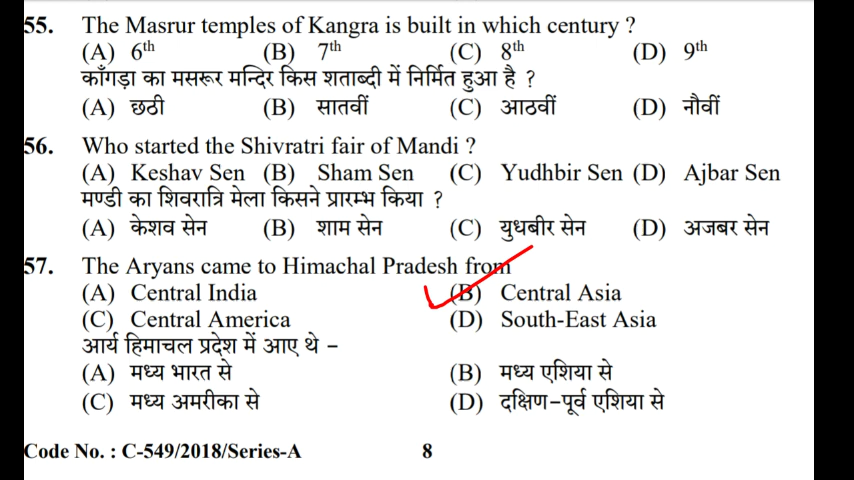 55. The Masrur temples of Kangra is built in which century ?
(A) 6th (B) 7th (C) 8th (D) 9th
काँगड़ा का मसरूर मन्दिर किस शताब्दी में निर्मित हुआ है ?
(A) छठी (B) सातवीं (C) आठवीं (D) नौवीं
56. Who started the Shivratri fair of Mandi ?
(A) Keshav Sen (B) Sham Sen (C) Yudhbir Sen (D) Ajbar Sen
मण्डी का शिवरात्रि मेला किसने प्रारम्भ किया ?
(A) केशव सेन (B) शाम सेन (C) युधबीर सेन (D) अजबर सेन
57. The Aryans came to Himachal Pradesh from
(A) Central India (B) Central Asia
(C) Central America (D) South-East Asia
आर्य हिमाचल प्रदेश में आए थे –
(A) मध्य भारत से (B) मध्य एशिया से
(C) मध्य अमरीका से (D) दक्षिण–पूर्व एशिया से
Code No. : C-549/2018/Series-A 8